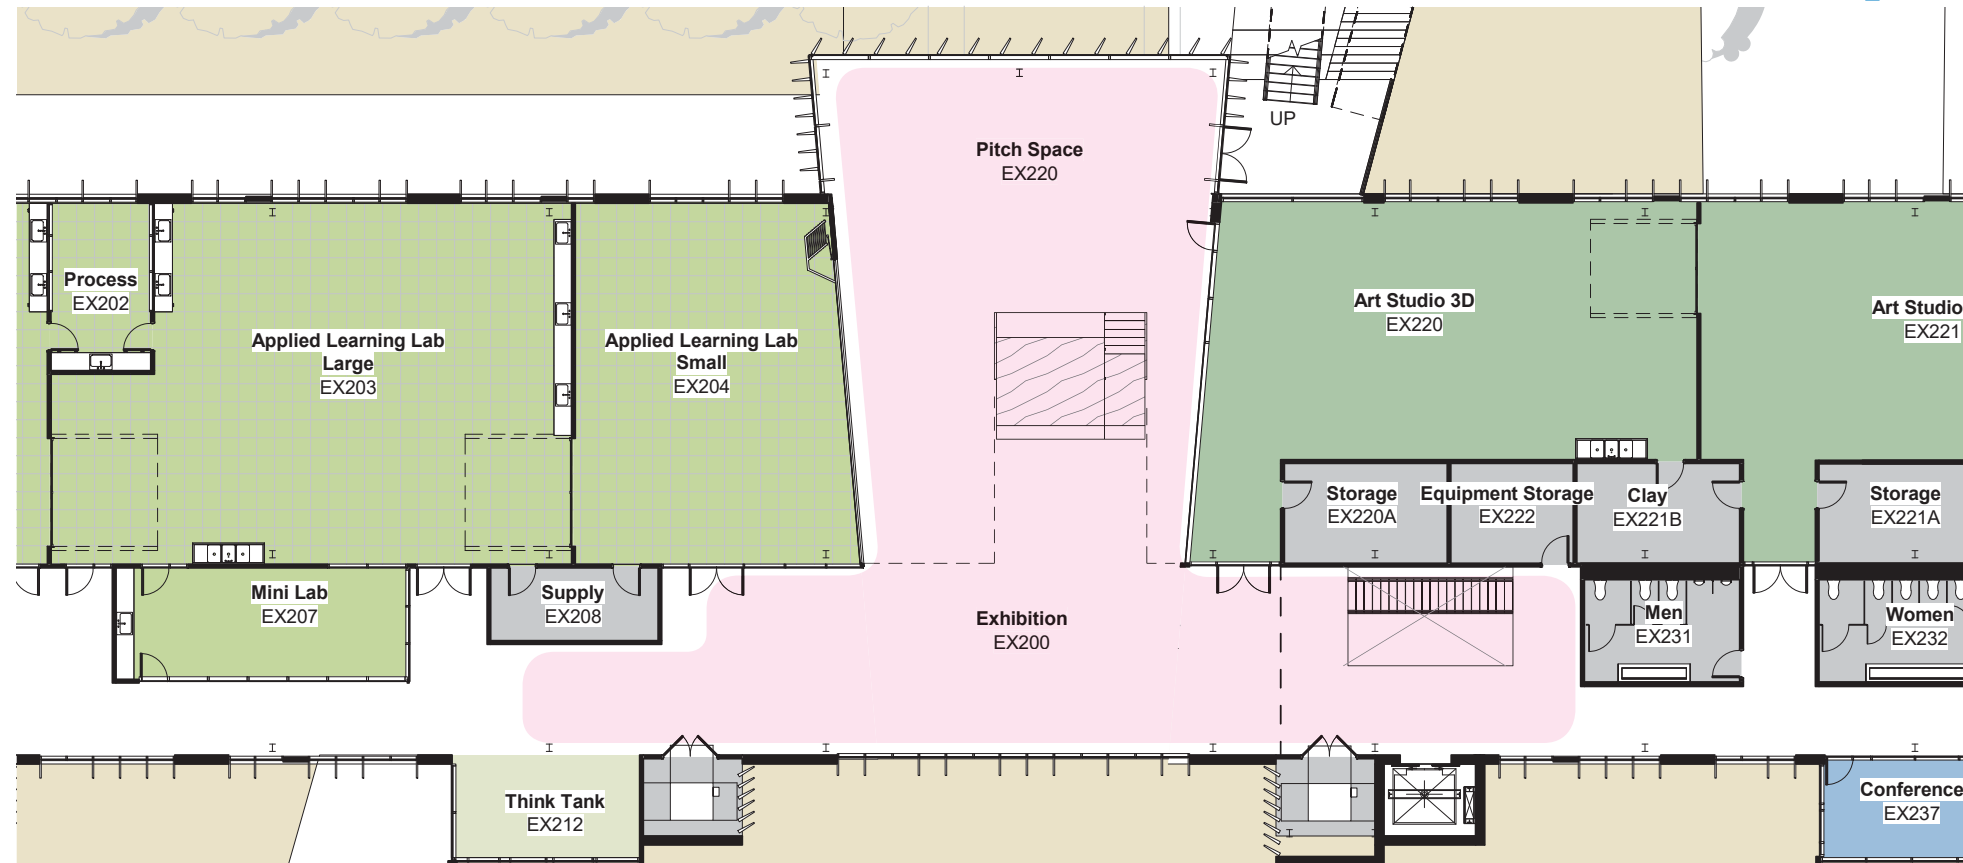 UP
Pitch Space
EX220
Process
EX202
Applied Learning Lab
Large
EX203
Applied Learning Lab
Small
EX204
Art Studio 3D
EX220
Art Studio
EX221
Storage
EX220A
Equipment Storage
EX222
Clay
EX221B
Storage
EX221A
Mini Lab
EX207
Supply
EX208
Exhibition
EX200
Men
EX231
Women
EX232
Think Tank
EX212
Conference
EX237